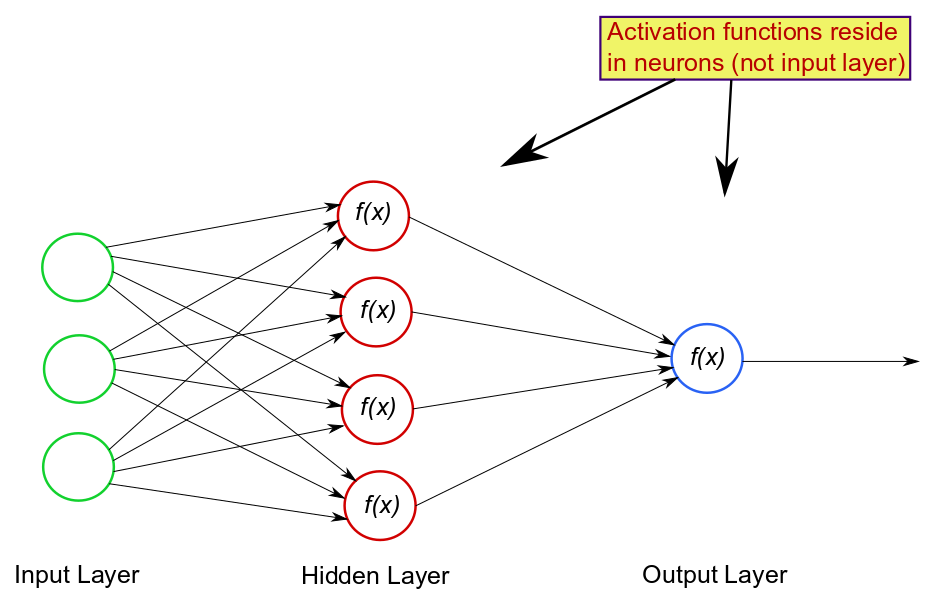 Activation functions reside
in neurons (not input layer)
f(x)
f(x)
f(x)
f(x)
f(x)
Input Layer
Hidden Layer
Output Layer